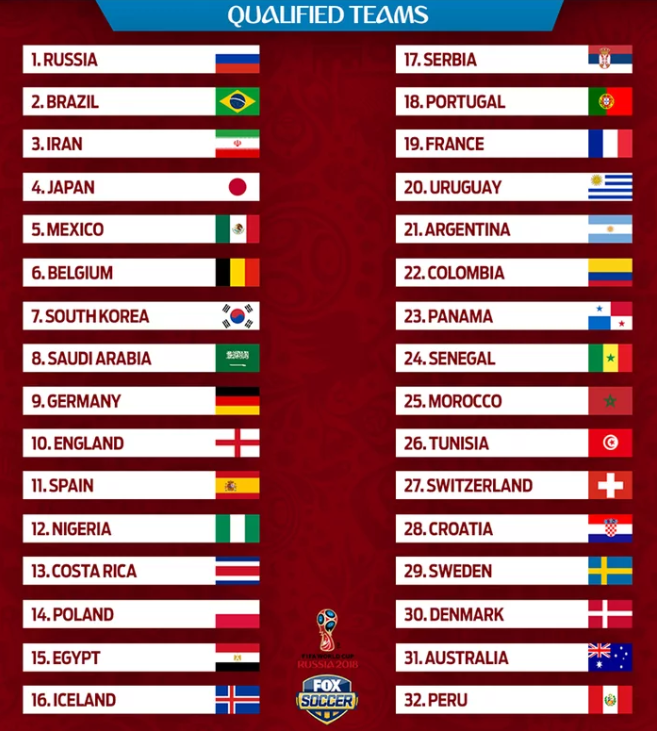 QUALIFIED TEAMS
1. RUSSIA
2. BRAZIL
3. IRAN
4. JAPAN
5. MEXICO
6. BELGIUM
7. SOUTH KOREA
8. SAUDI ARABIA
9. GERMANY
10. ENGLAND
11. SPAIN
12. NIGERIA
13. COSTA RICA
14. POLAND
15. EGYPT
16. ICELAND
17. SERBIA
18. PORTUGAL
19. FRANCE
20. URUGUAY
21. ARGENTINA
22. COLOMBIA
23. PANAMA
24. SENEGAL
25. MOROCCO
26. TUNISIA
27. SWITZERLAND
28. CROATIA
29. SWEDEN
30. DENMARK
31. AUSTRALIA
32. PERU
FIFA WORLD CUP
RUSSIA 2018
FOX
SOCCER